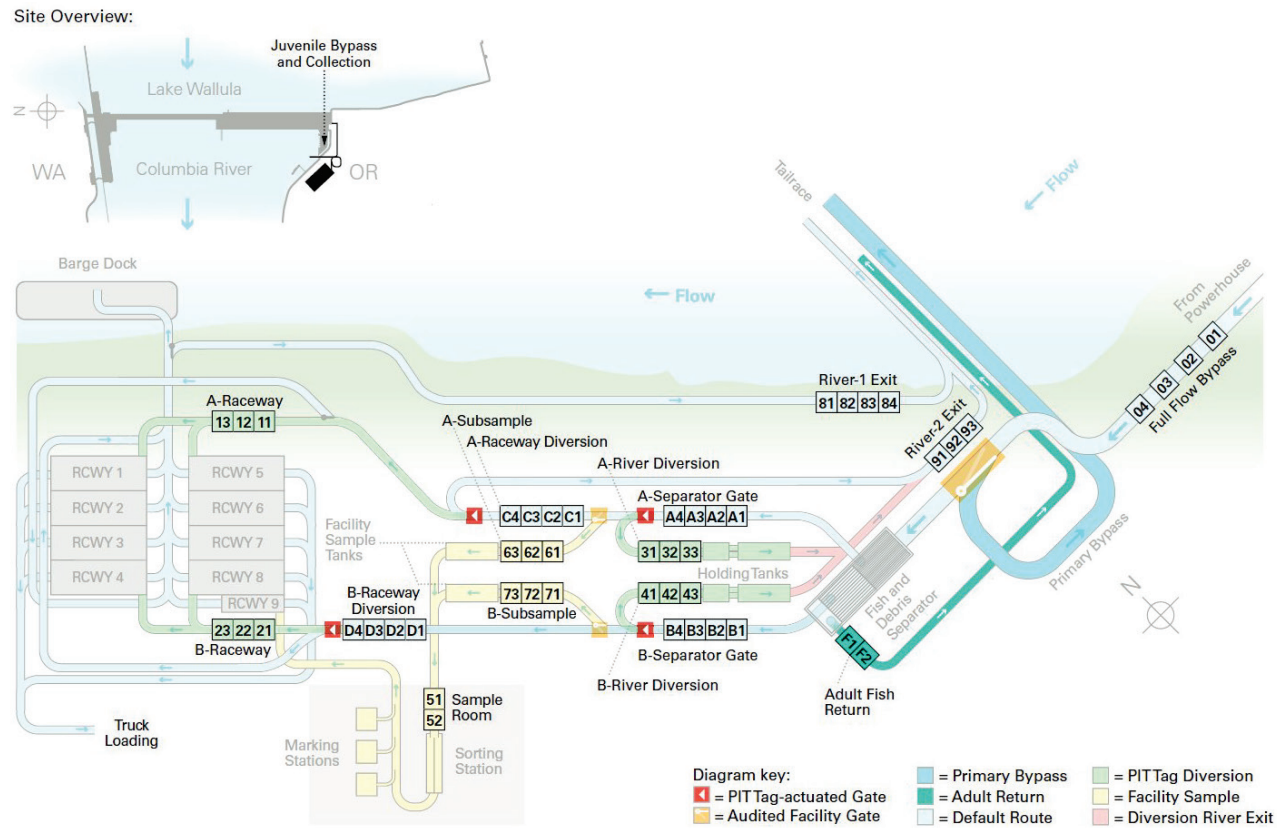 Site Overview:
Juvenile Bypass
and Collection
Lake Wallula
N
WA
Columbia River
OR
Tailrace
Flow
Barge Dock
Flow
From
Powerhouse
01
02
03
04
Full Flow Bypass
River-1 Exit
81 82 83 84
A-Raceway
13 12 11
A-Subsample
A-Raceway Diversion
River-2 Exit
91 92 93
A-River Diversion
RCWY 1
RCWY 5
A-Separator Gate
C4 C3 C2 C1
A4 A3 A2 A1
RCWY 2
RCWY 6
Facility
Sample
Tanks
63 62 61
31 32 33
RCWY 3
RCWY 7
Holding Tanks
RCWY 4
RCWY 8
RCWY 9
Primary Bypass
Fish and
Debris
Separator
N
B-Raceway
Diversion
73 72 71
B-Subsample
41 42 43
23 22 21
B-Raceway
D4 D3 D2 D1
B4 B3 B2 B1
B-Separator Gate
F1 F2
B-River Diversion
Adult Fish
Return
51
52
Sample
Room
Truck
Loading
Marking
Stations
Sorting
Station
Diagram key:
= PIT Tag-actuated Gate
= Audited Facility Gate
= Primary Bypass
= Adult Return
= Default Route
= PIT Tag Diversion
= Facility Sample
= Diversion River Exit